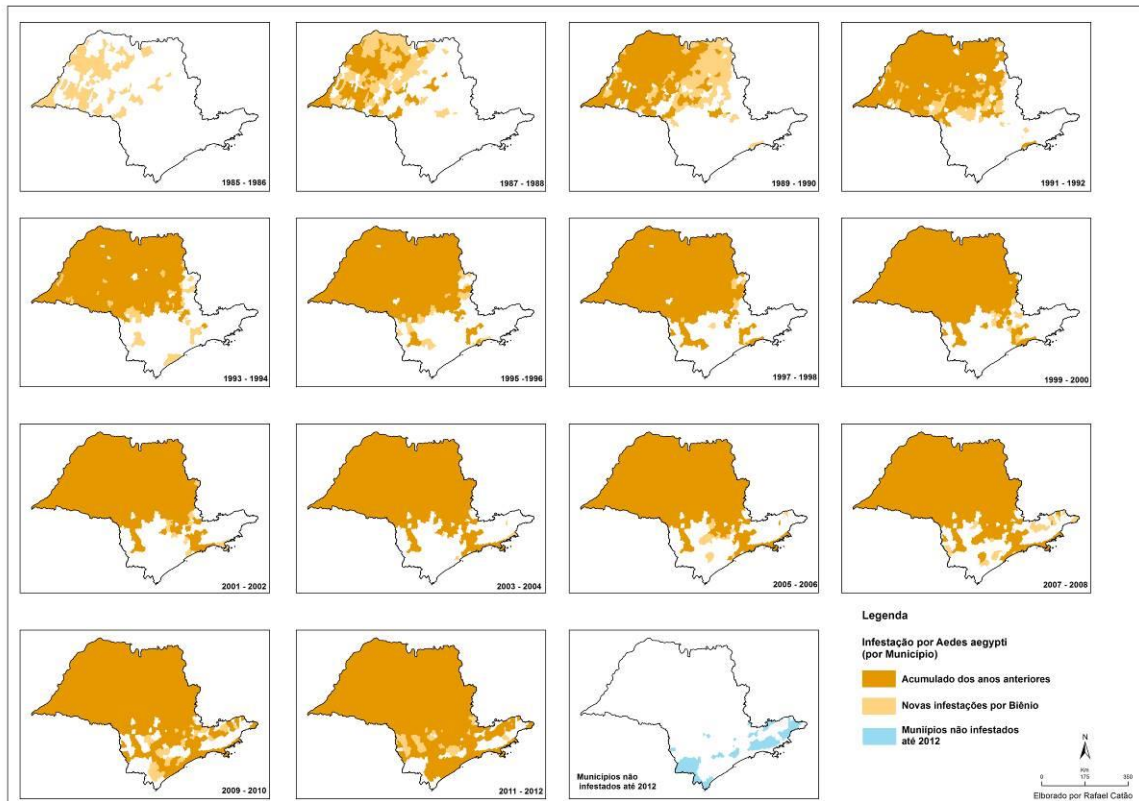 1985 - 1986
1987 - 1988
1989 - 1990
1991 - 1992
1993 - 1994
1995 -1996
1997 - 1998
1999 - 2000
2001 - 2002
2003 - 2004
2005 - 2006
2007 - 2008
2009 - 2010
2011 - 2012
Municípios não
infestados até 2012
Legenda
Infestação por Aedes aegypti
(por Município)
Acumulado dos anos anteriores
Novas infestações por Biênio
Muniípios não infestados
até 2012
N
Km
0 175 350
Elborado por Rafael Catão